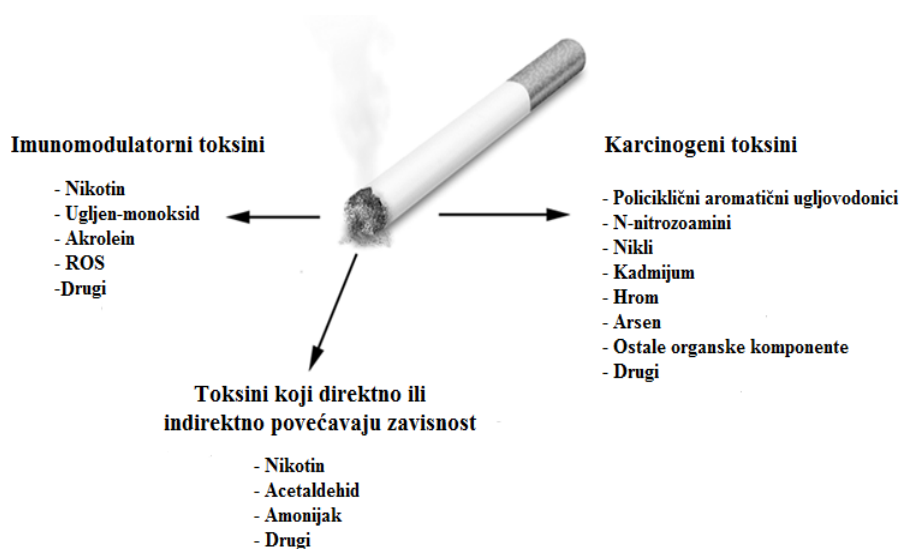 Imunomodulatorni toksini
- Nikotin
- Ugljen-monoksid
- Akrolein
- ROS
-Drugi
Karcinogeni toksini
- Policiklični aromatični ugljovodonici
- N-nitrozoamini
- Nikli
- Kadmijum
- Hrom
- Arsen
- Ostale organske komponente
- Drugi
Toksini koji direktno ili
indirektno povećavaju zavisnost
- Nikotin
- Acetaldehid
- Amonijak
- Drugi